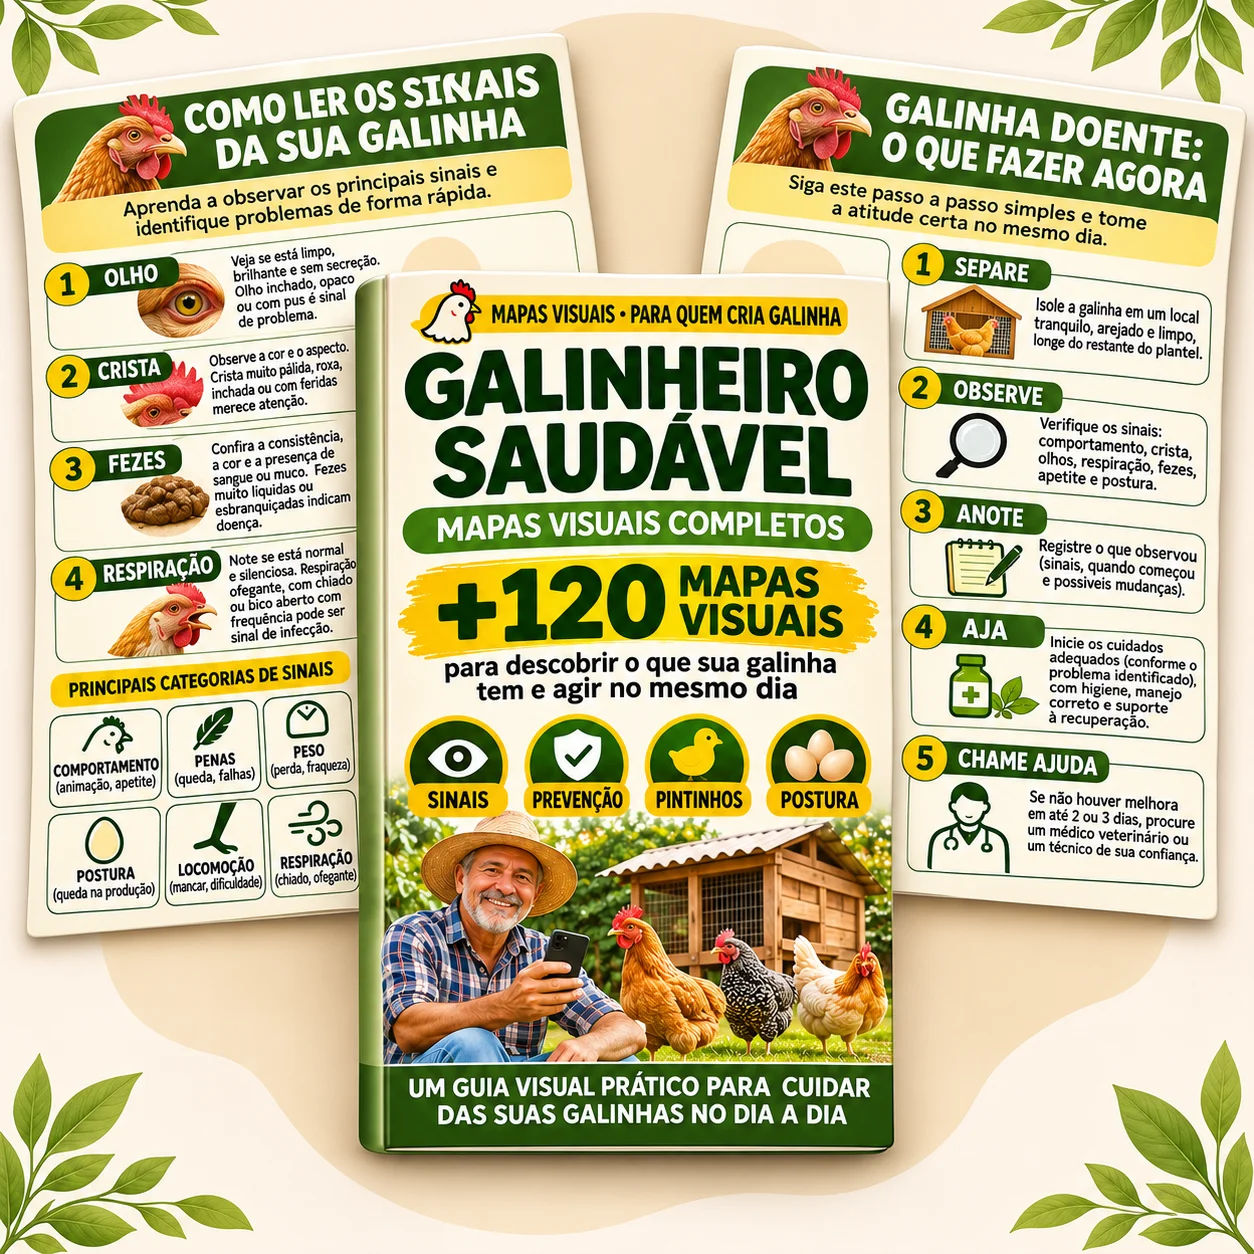 COMO LER OS SINAIS
DA SUA GALINHA
Aprenda a observar os principais sinais e
identifique problemas de forma rápida.
1 OLHO
Veja se está limpo,
brilhante e sem secreção.
Olho inchado, opaco
ou com pus é sinal
de problema.
2 CRISTA
Observe a cor e o aspecto.
Crista muito pálida, roxa,
inchada ou com feridas
merece atenção.
3 FEZES
Confira a consistência,
a cor e a presença de
sangue ou muco. Fezes
muito líquidas ou
esbranquiçadas indicam
doença.
4 RESPIRAÇÃO
Note se está normal
e silenciosa. Respiração
ofegante, com chiado
ou bico aberto com
frequência pode ser
sinal de infecção.
PRINCIPAIS CATEGORIAS DE SINAIS
COMPORTAMENTO
(animação, apetite)
PENAS
(queda, falhas)
PESO
(perda, fraqueza)
POSTURA
(queda na produção)
LOCOMOÇÃO
(mancar, dificuldade)
RESPIRAÇÃO
(chiado, ofegante)
MAPAS VISUAIS • PARA QUEM CRIA GALINHA
GALINHEIRO
SAUDÁVEL
MAPAS VISUAIS COMPLETOS
+120 MAPAS
VISUAIS
para descobrir o que sua galinha
tem e agir no mesmo dia
SINAIS
PREVENÇÃO
PINTINHOS
POSTURA
UM GUIA VISUAL PRÁTICO PARA CUIDAR
DAS SUAS GALINHAS NO DIA A DIA
GALINHA DOENTE:
O QUE FAZER AGORA
Siga este passo a passo simples e tome
a atitude certa no mesmo dia.
1 SEPARE
Isole a galinha em um local
tranquilo, arejado e limpo,
longe do restante do plantel.
2 OBSERVE
Verifique os sinais:
comportamento, crista,
olhos, respiração, fezes,
apetite e postura.
3 ANOTE
Registre o que observou
(sinais, quando começou
e possiveis mudanças).
4 AJA
Inicie os cuidados
adequados (conforme o
problema identificado),
com higiene, manejo
correto e suporte
à recuperação.
5 CHAME AJUDA
Se não houver melhora
em até 2 ou 3 dias, procure
um médico veterinário ou
um técnico de sua confiança.